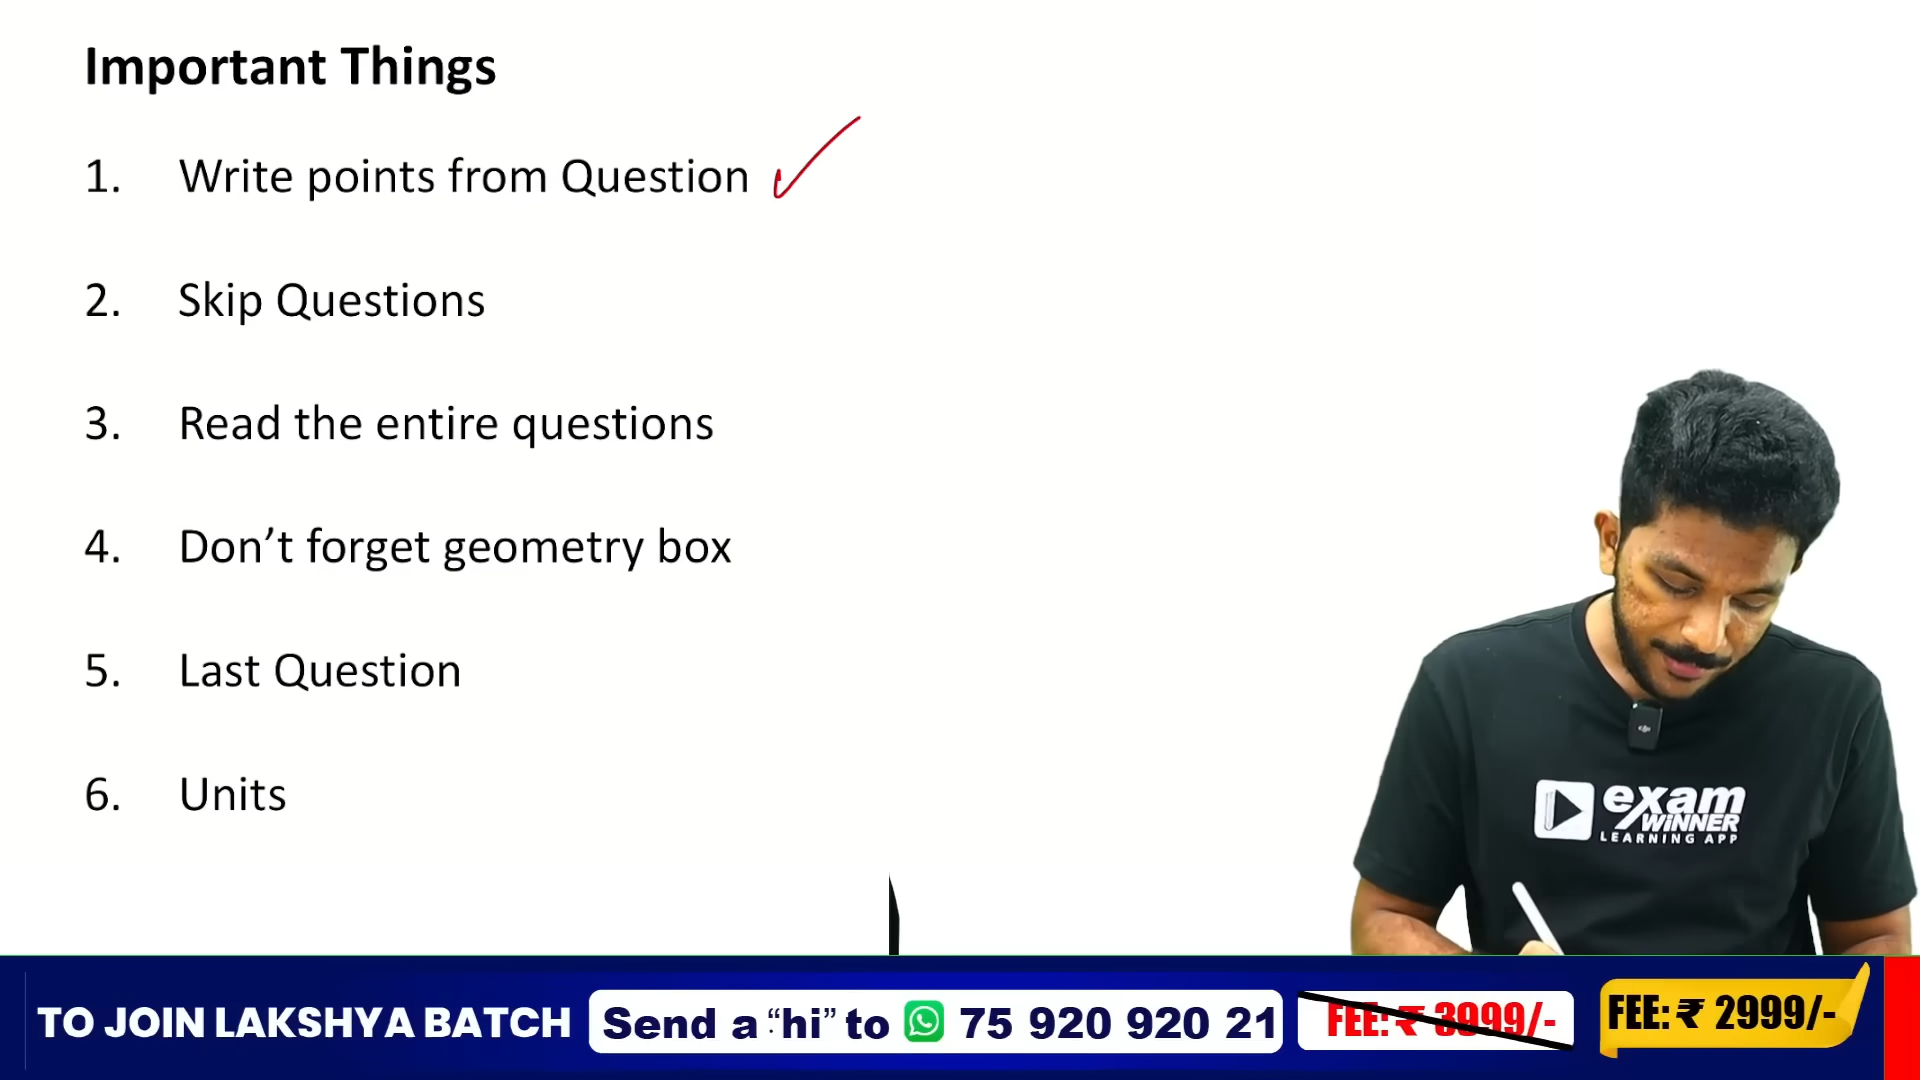 Important Things
1. Write points from Question
2. Skip Questions
3. Read the entire questions
4. Don’t forget geometry box
5. Last Question
6. Units
exam
WiNNER
LEARNING APP
TO JOIN LAKSHYA BATCH
Send a “hi” to 75 920 920 21
FEE: ₹ 3999/-
FEE: ₹ 2999/-